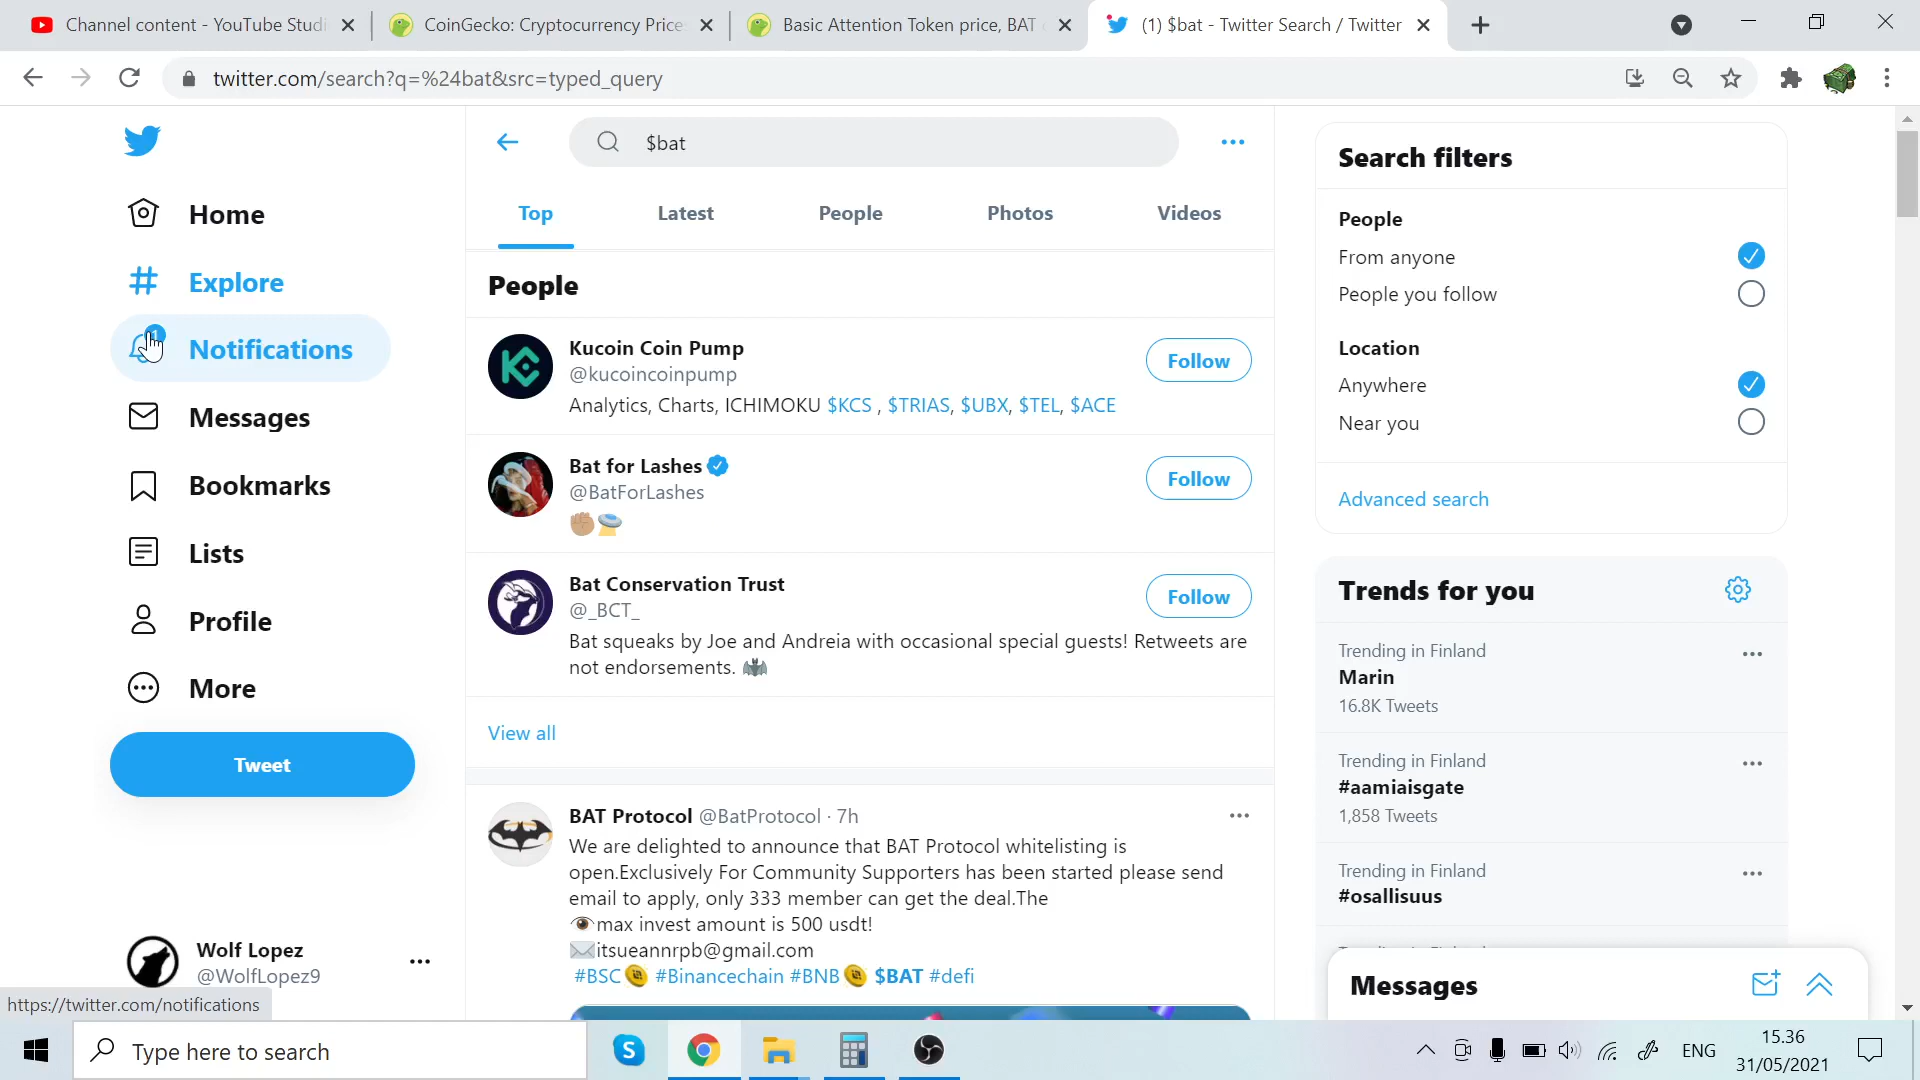 Channel content - YouTube Studi
CoinGecko: Cryptocurrency Prices
Basic Attention Token price, BAT
(1) $bat - Twitter Search / Twitter
twitter.com/search?q=%24bat&src=typed_query
Home
Explore
1
Notifications
Messages
Bookmarks
Lists
Profile
More
Tweet
Wolf Lopez
@WolfLopez9
https://twitter.com/notifications
$bat
Top
Latest
People
Photos
Videos
People
Kucoin Coin Pump
@kucoincoinpump
Analytics, Charts, ICHIMOKU $KCS , $TRIAS, $UBX, $TEL, $ACE
Follow
Bat for Lashes
@BatForLashes
Follow
Bat Conservation Trust
@_BCT_
Bat squeaks by Joe and Andreia with occasional special guests! Retweets are
not endorsements.
Follow
View all
BAT Protocol @BatProtocol · 7h
We are delighted to announce that BAT Protocol whitelisting is
open.Exclusively For Community Supporters has been started please send
email to apply, only 333 member can get the deal.The
max invest amount is 500 usdt!
itsueannrpb@gmail.com
#BSC #Binancechain #BNB $BAT #defi
Search filters
People
From anyone
People you follow
Location
Anywhere
Near you
Advanced search
Trends for you
Trending in Finland
Marin
16.8K Tweets
Trending in Finland
#aamiaisgate
1,858 Tweets
Trending in Finland
#osallisuus
Messages
Type here to search
ENG
15.36
31/05/2021